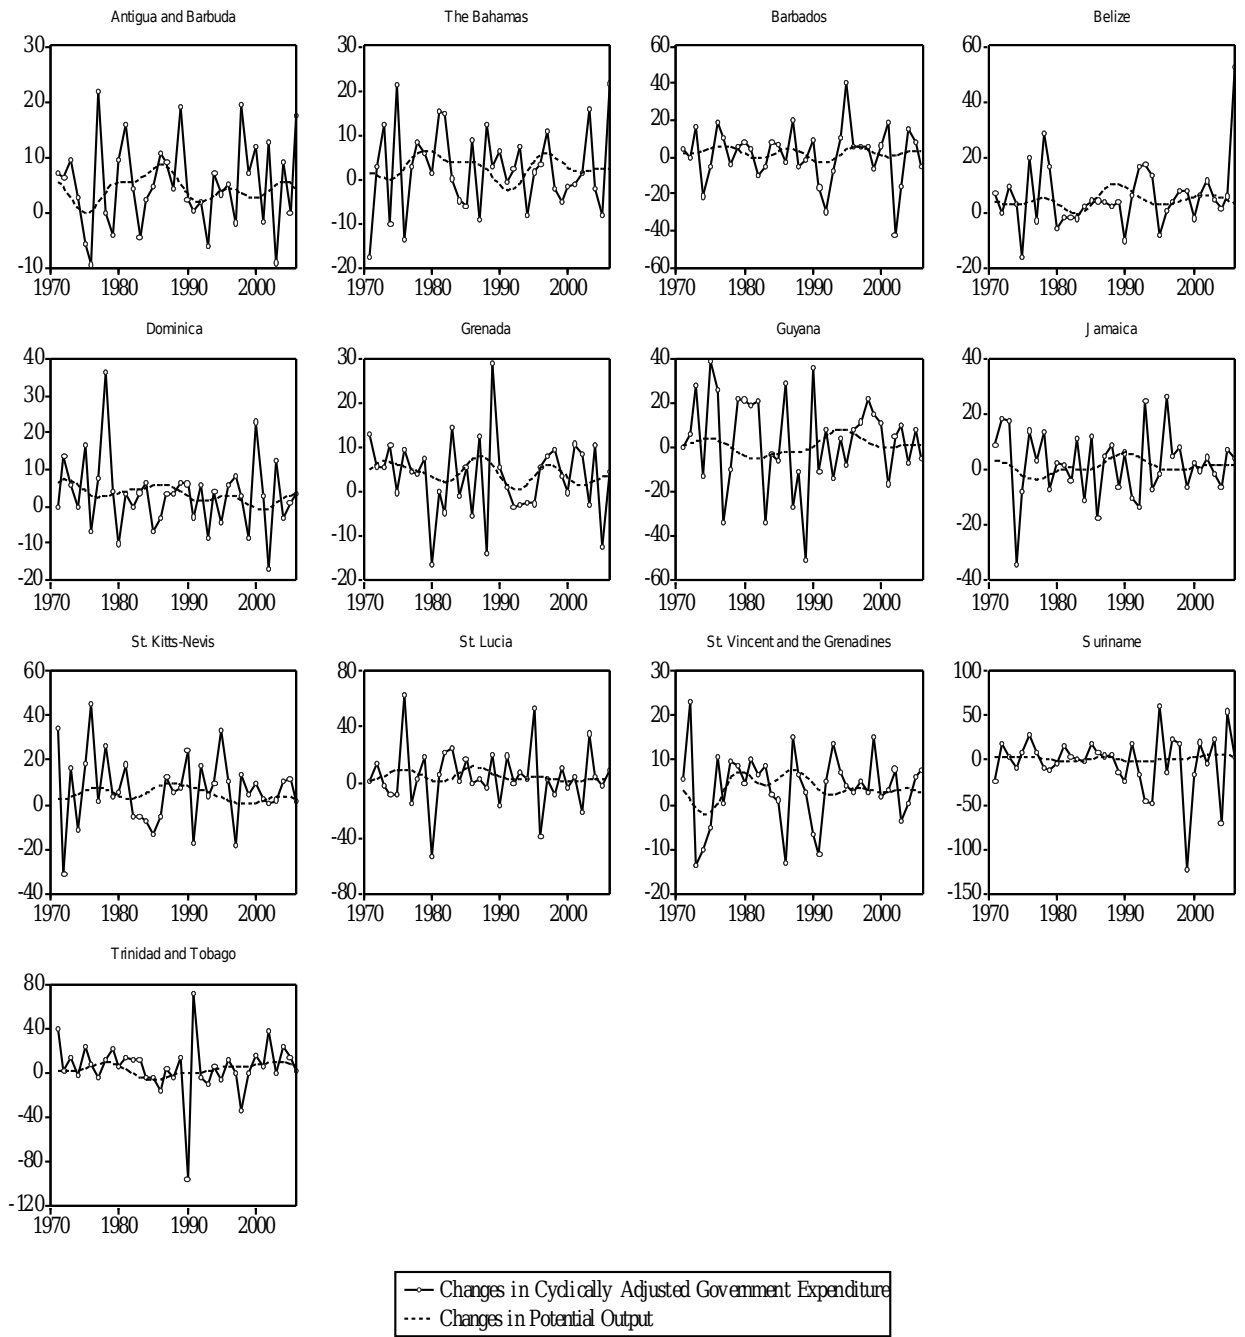 Antigua and Barbuda
The Bahamas
Barbados
Belize
30
20
10
0
-10
1970 1980 1990 2000
30
20
10
0
-10
-20
1970 1980 1990 2000
60
40
20
0
-20
-40
-60
1970 1980 1990 2000
60
40
20
0
-20
1970 1980 1990 2000
Dominica
Grenada
Guyana
Jamaica
40
30
20
10
0
-10
-20
1970 1980 1990 2000
30
20
10
0
-10
-20
1970 1980 1990 2000
40
20
0
-20
-40
-60
1970 1980 1990 2000
40
20
0
-20
-40
1970 1980 1990 2000
St. Kitts-Nevis
St. Lucia
St. Vincent and the Grenadines
Suriname
60
40
20
0
-20
-40
1970 1980 1990 2000
80
40
0
-40
-80
1970 1980 1990 2000
30
20
10
0
-10
-20
1970 1980 1990 2000
100
50
0
-50
-100
-150
1970 1980 1990 2000
Trinidad and Tobago
80
40
0
-40
-80
-120
1970 1980 1990 2000
Changes in Cyclically Adjusted Government Expenditure
Changes in Potential Output